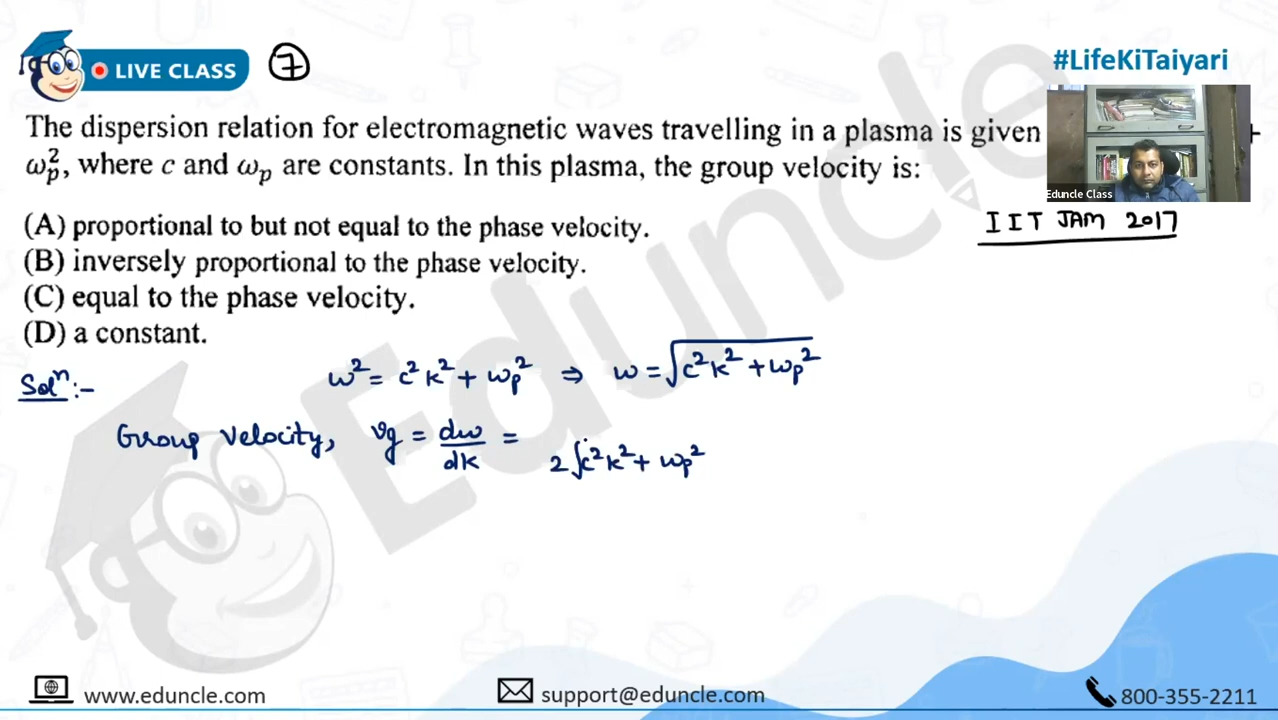 LIVE CLASS
7
#LifeKiTaiyari
The dispersion relation for electromagnetic waves travelling in a plasma is given +
ω_p², where c and ω_p are constants. In this plasma, the group velocity is:
Eduncle Class
IIT JAM 2017
(A) proportional to but not equal to the phase velocity.
(B) inversely proportional to the phase velocity.
(C) equal to the phase velocity.
(D) a constant.
Solⁿ:- ω² = c²k² + ωp² ⇒ ω = √(c²k² + ωp²)
Group velocity, vg = dω/dk =
2√c²k² + ωp²
Eduncle
www.eduncle.com support@eduncle.com 800-355-2211